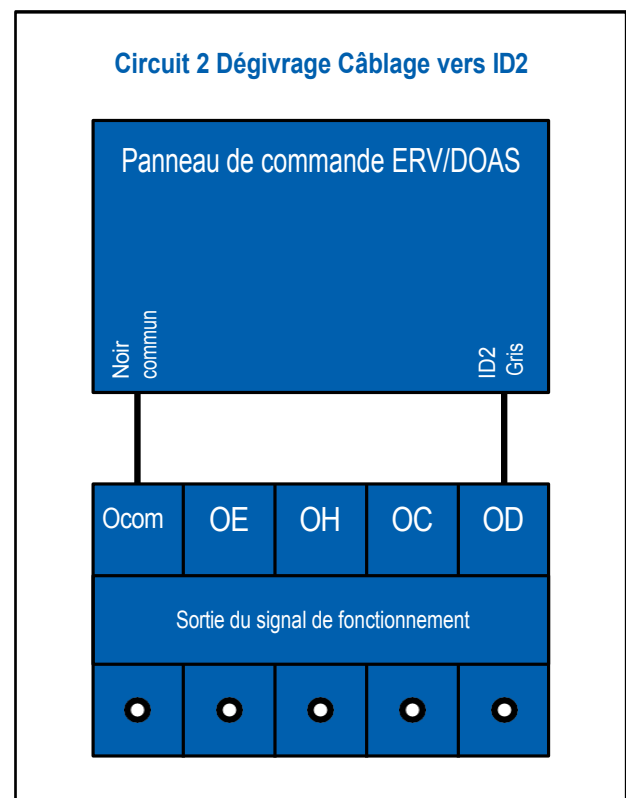 Circuit 2 Dégivrage Câblage vers ID2
Panneau de commande ERV/DOAS
Noir
commun
ID2
Gris
Ocom OE OH OC OD
Sortie du signal de fonctionnement